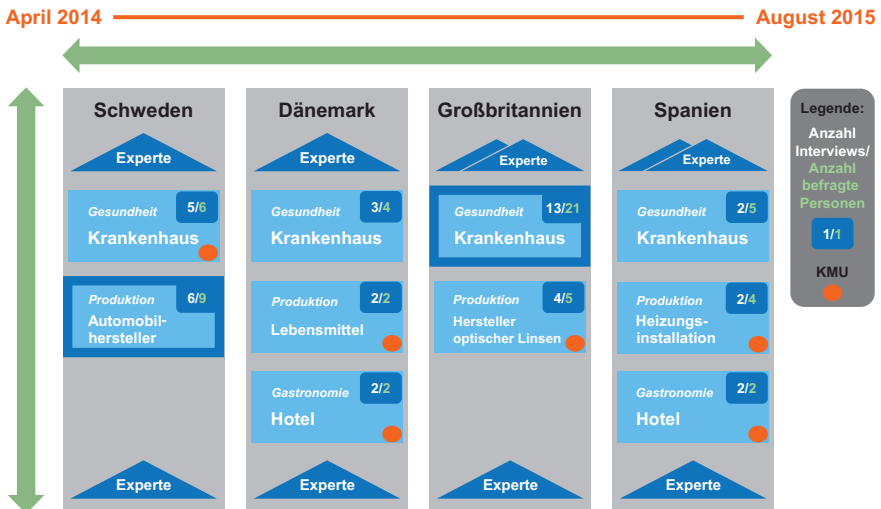 April 2014
August 2015
Schweden
Experte
Gesundheit
5/6
Krankenhaus
Produktion
6/9
Automobil-
hersteller
Experte
Dänemark
Experte
Gesundheit
3/4
Krankenhaus
Produktion
2/2
Lebensmittel
Gastronomie
2/2
Hotel
Experte
Großbritannien
Experte
Gesundheit
13/21
Krankenhaus
Produktion
4/5
Hersteller
optischer Linsen
Experte
Spanien
Experte
Gesundheit
2/5
Krankenhaus
Produktion
2/4
Heizungs-
installation
Gastronomie
2/2
Hotel
Experte
Legende:
Anzahl
Interviews/
Anzahl
befragte
Personen
1/1
KMU